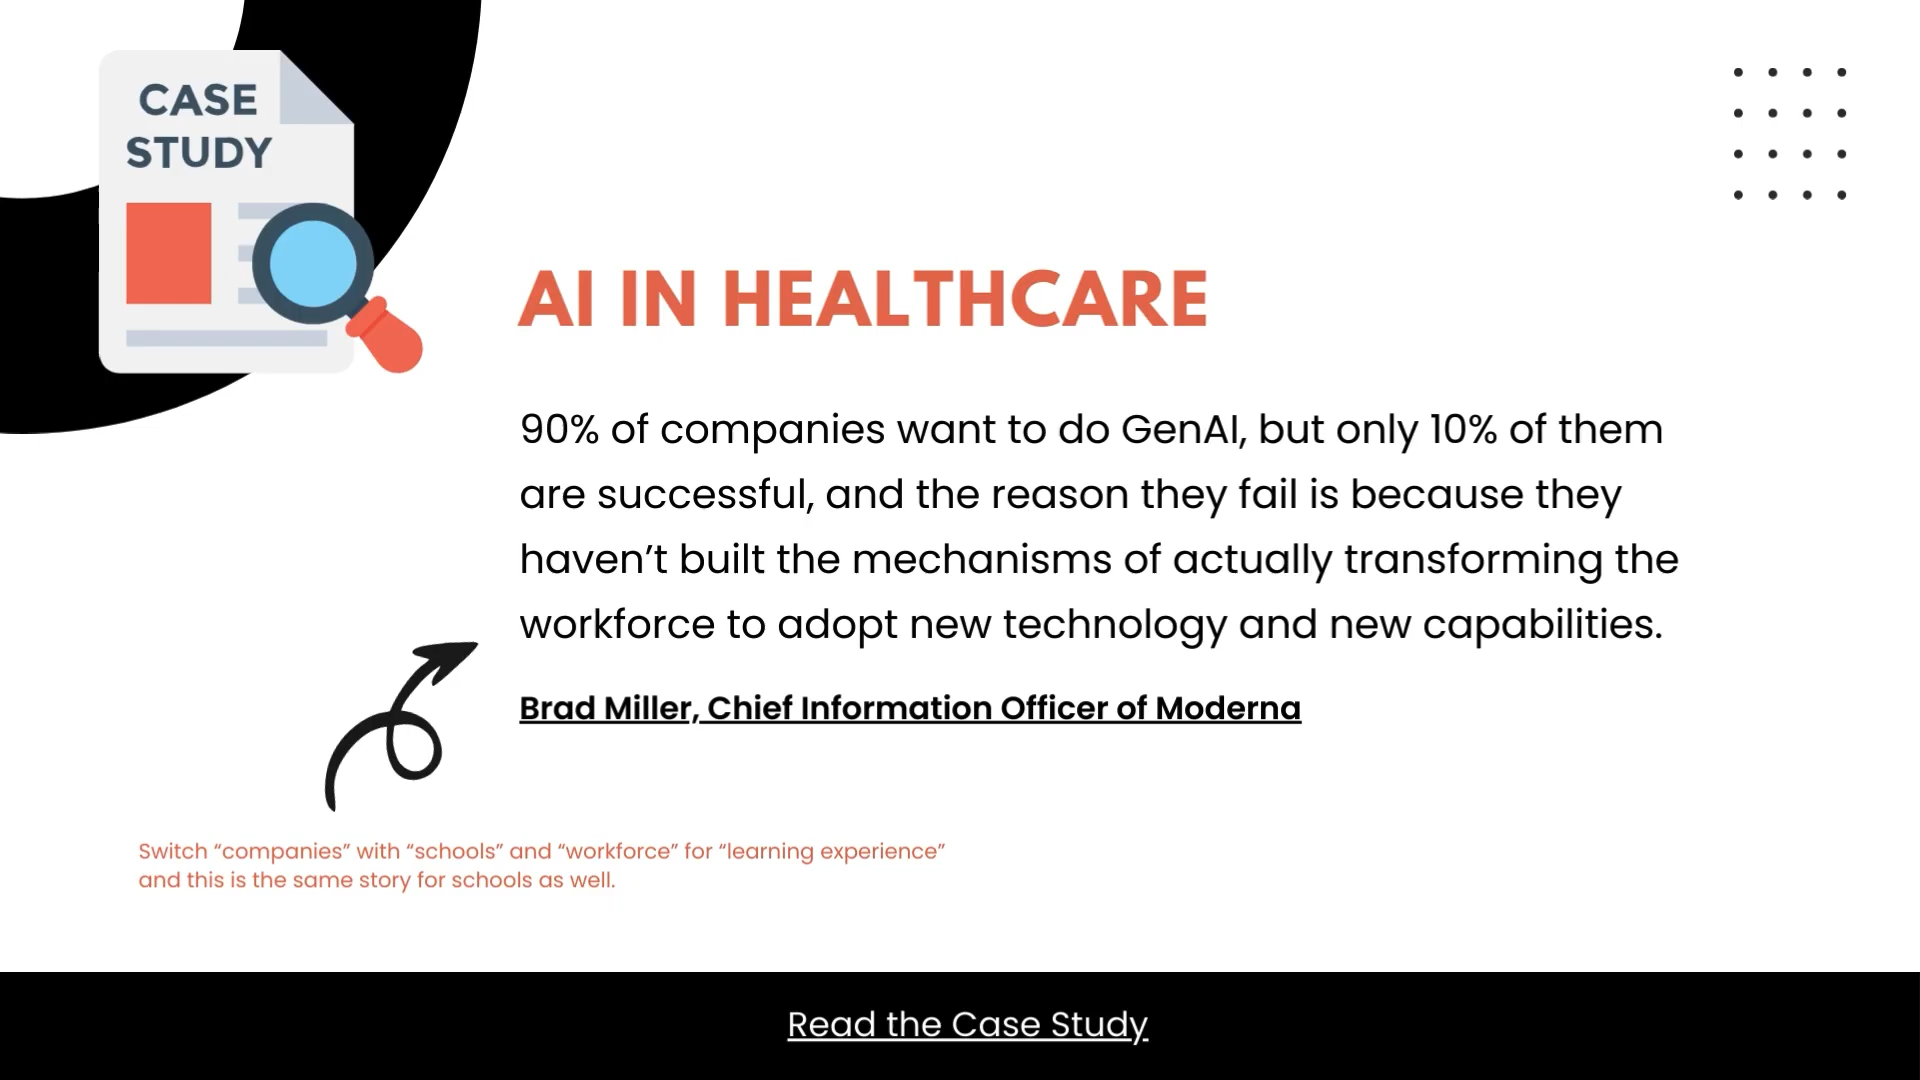 CASE
STUDY
AI IN HEALTHCARE
90% of companies want to do GenAI, but only 10% of them
are successful, and the reason they fail is because they
haven’t built the mechanisms of actually transforming the
workforce to adopt new technology and new capabilities.
Brad Miller, Chief Information Officer of Moderna
Switch “companies” with “schools” and “workforce” for “learning experience”
and this is the same story for schools as well.
Read the Case Study